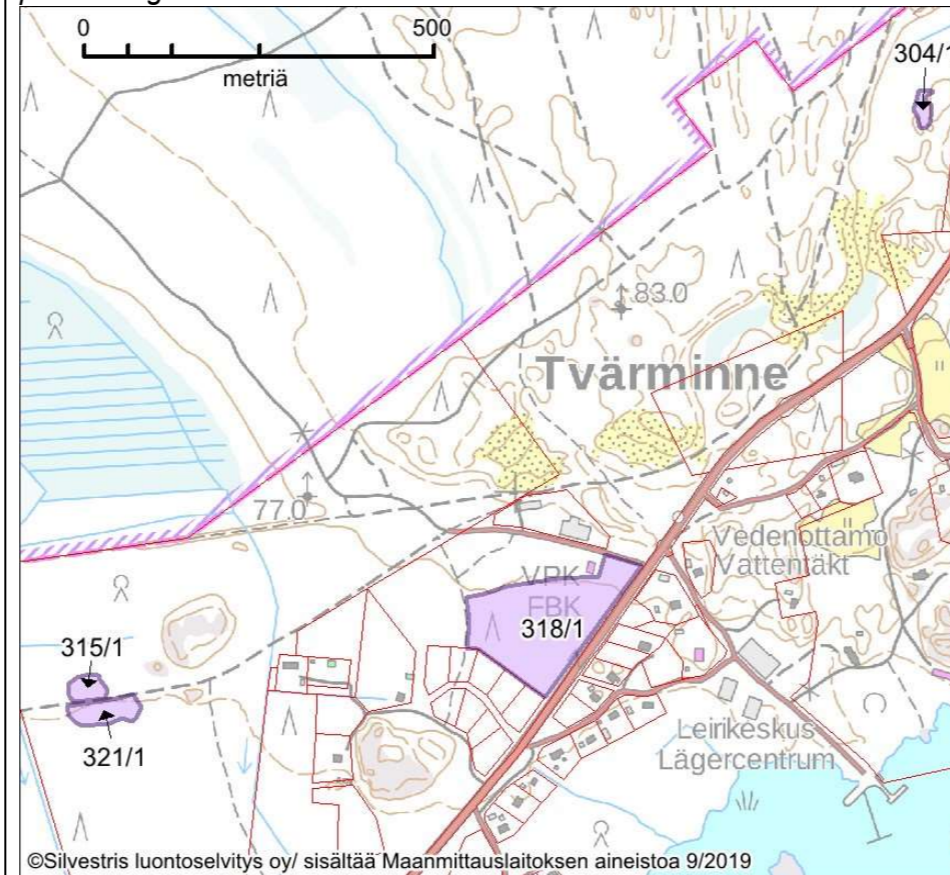 0 500
metriä
304/1
83.0
Tvärminne
77.0
Vedenottamo
Vattentäkt
VPK
FBK
318/1
315/1
321/1
Leirikeskus
Lägercentrum
©Silvestris luontoselvitys oy/ sisältää Maanmittauslaitoksen aineistoa 9/2019